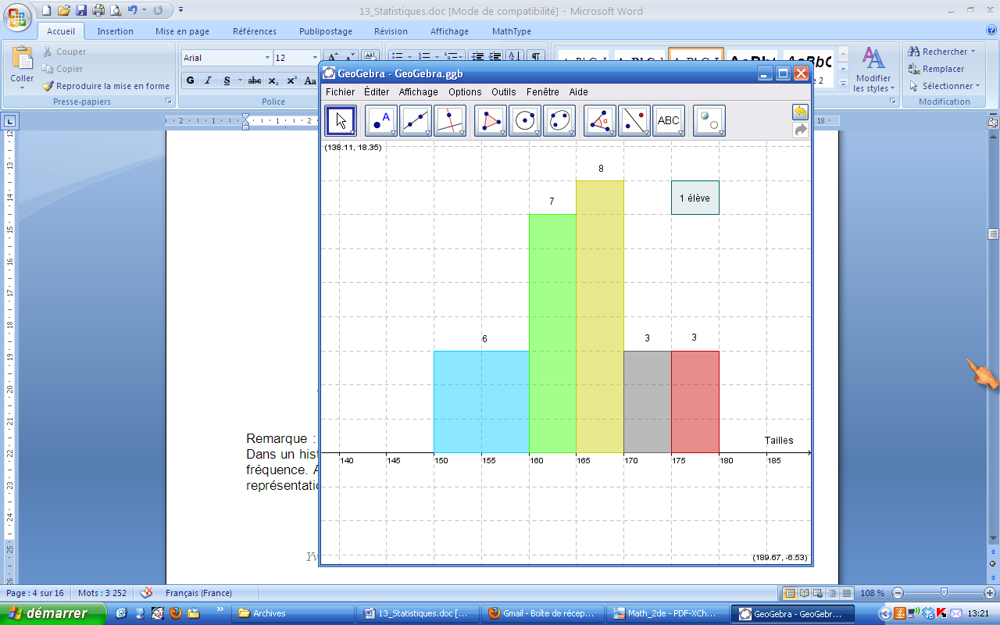 13_Statistiques.doc [Mode de compatibilité] - Microsoft Word
Accueil Insertion Mise en page Références Publipostage Révision Affichage MathType
Coller
Couper
Copier
Reproduire la mise en forme
Presse-papiers
Arial 12
G I S abc x₂ x² Aa
Police
Modifier les styles
Rechercher
Remplacer
Sélectionner
Modification
GeoGebra - GeoGebra.ggb
Fichier Éditer Affichage Options Outils Fenêtre Aide
A α ABC
(138.11, 18.35)
8
7
1 élève
6 3 3
Tailles
140 145 150 155 160 165 170 175 180 185
(189.67, -6.53)
Remarque :
Dans un hist
fréquence. A
représentatio
Page : 4 sur 16 Mots : 3 252 Français (France) 108 %
démarrer Archives 13_Statistiques.doc [... Gmail - Boîte de récep... Math_2de - PDF-XCh... GeoGebra - GeoGebr... 13:21